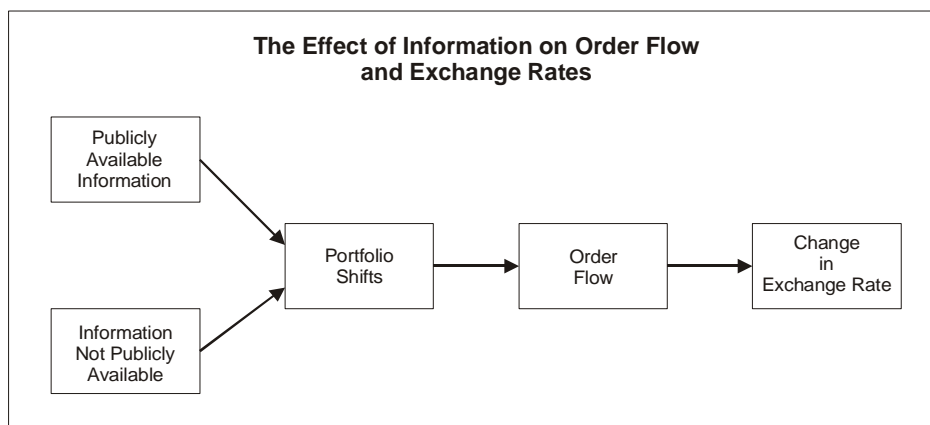 The Effect of Information on Order Flow
and Exchange Rates
Publicly
Available
Information
Information
Not Publicly
Available
Portfolio
Shifts
Order
Flow
Change
in
Exchange Rate